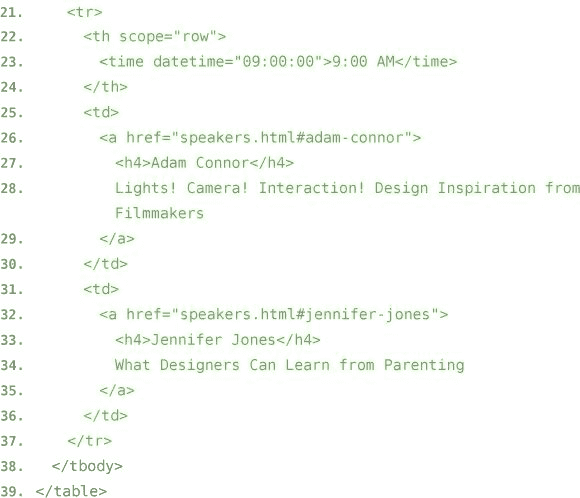 21.     <tr>
22.       <th scope="row">
23.         <time datetime="09:00:00">9:00 AM</time>
24.       </th>
25.       <td>
26.         <a href="speakers.html#adam-connor">
27.           <h4>Adam Connor</h4>
28.           Lights! Camera! Interaction! Design Inspiration from
              Filmmakers
29.         </a>
30.       </td>
31.       <td>
32.         <a href="speakers.html#jennifer-jones">
33.           <h4>Jennifer Jones</h4>
34.           What Designers Can Learn from Parenting
35.         </a>
36.       </td>
37.     </tr>
38.   </tbody>
39. </table>